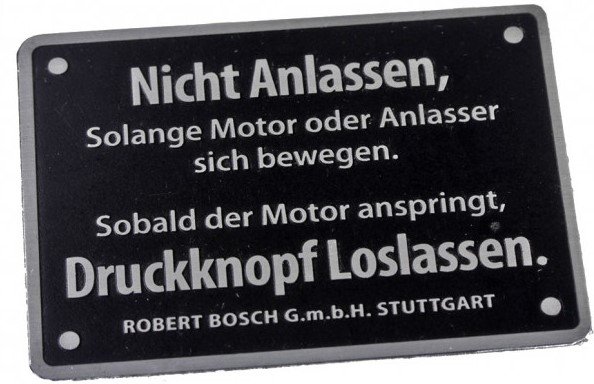 Nicht Anlassen,
Solange Motor oder Anlasser
sich bewegen.
Sobald der Motor anspringt,
Druckknopf Loslassen.
ROBERT BOSCH G.m.b.H. STUTTGART